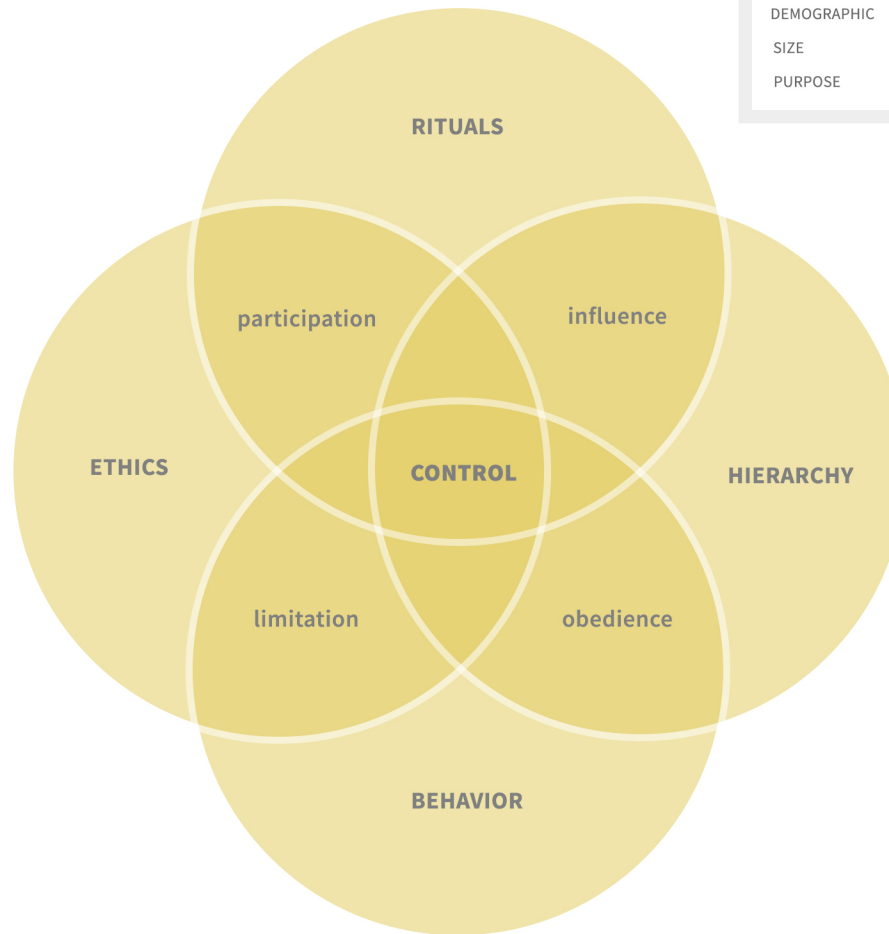 DEMOGRAPHIC
SIZE
PURPOSE
RITUALS
participation
influence
ETHICS
CONTROL
HIERARCHY
limitation
obedience
BEHAVIOR